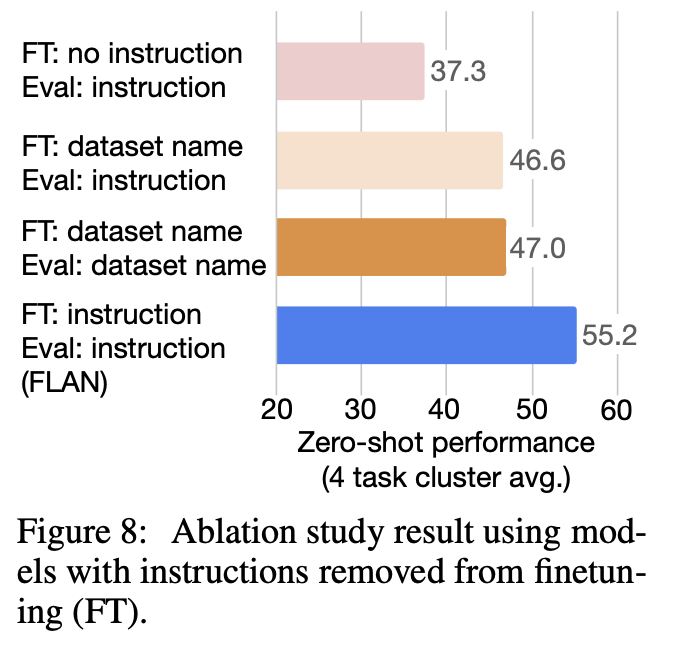 FT: no instruction
Eval: instruction
37.3
FT: dataset name
Eval: instruction
46.6
FT: dataset name
Eval: dataset name
47.0
FT: instruction
Eval: instruction
(FLAN)
55.2
20 30 40 50 60
Zero-shot performance
(4 task cluster avg.)
Figure 8: Ablation study result using mod-
els with instructions removed from finetun-
ing (FT).